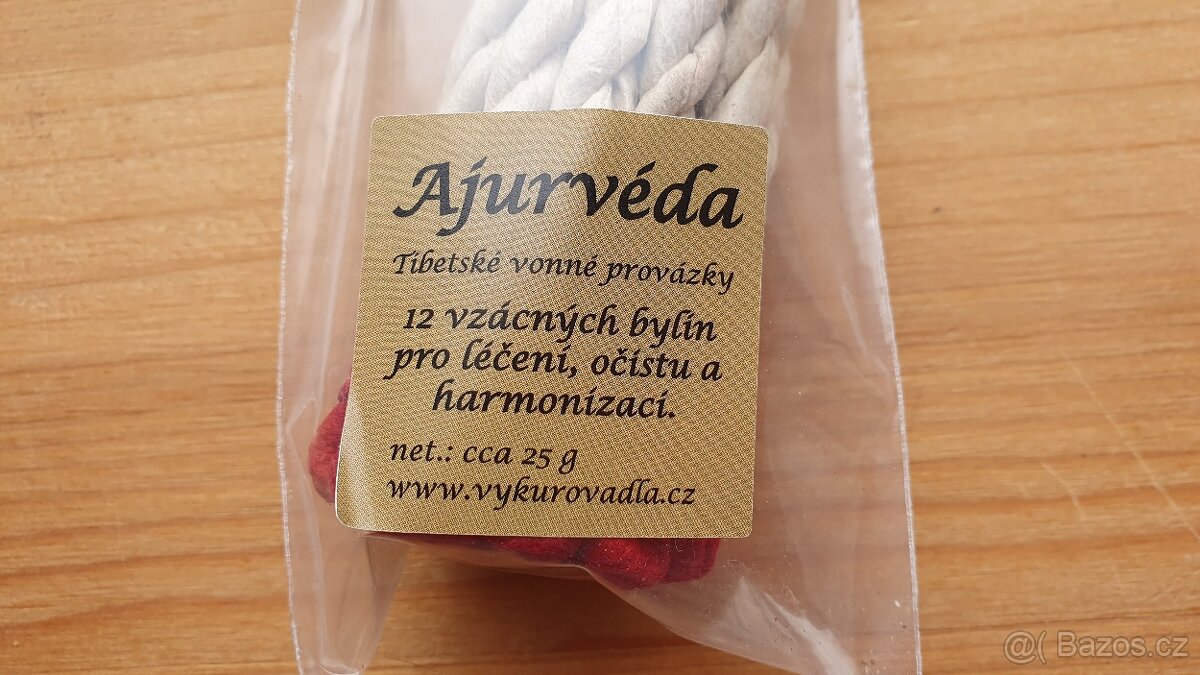 Ajurvéda
Tibetské vonné provázky
12 vzácných bylin
pro léčení, očistu a
harmonizaci.
net.: cca 25 g
www.vykurovadla.cz
@( Bazos.cz